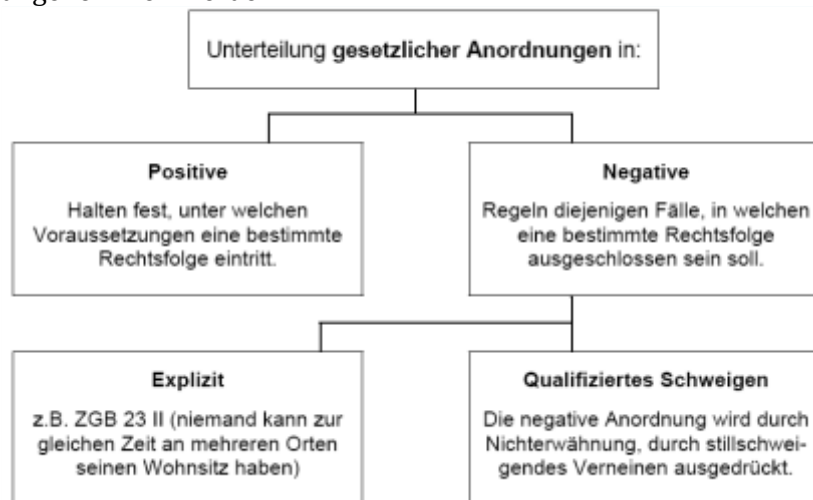 Unterteilung gesetzlicher Anordnungen in:
Positive
Halten fest, unter welchen
Voraussetzungen eine bestimmte
Rechtsfolge eintritt.
Negative
Regeln diejenigen Fälle, in welchen
eine bestimmte Rechtsfolge
ausgeschlossen sein soll.
Explizit
z.B. ZGB 23 II (niemand kann zur
gleichen Zeit an mehreren Orten
seinen Wohnsitz haben)
Qualifiziertes Schweigen
Die negative Anordnung wird durch
Nichterwähnung, durch stillschwei-
gendes Verneinen ausgedrückt.